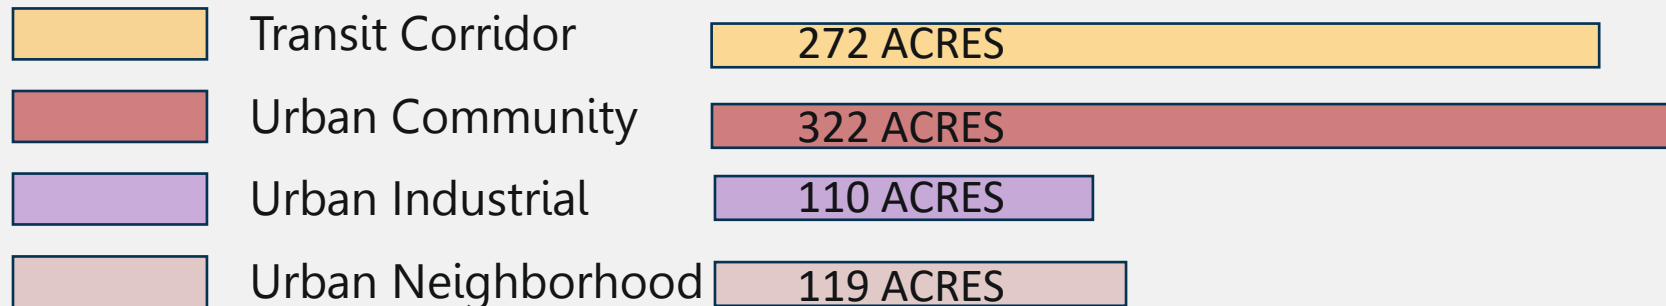 Transit Corridor 272 ACRES
Urban Community 322 ACRES
Urban Industrial 110 ACRES
Urban Neighborhood 119 ACRES